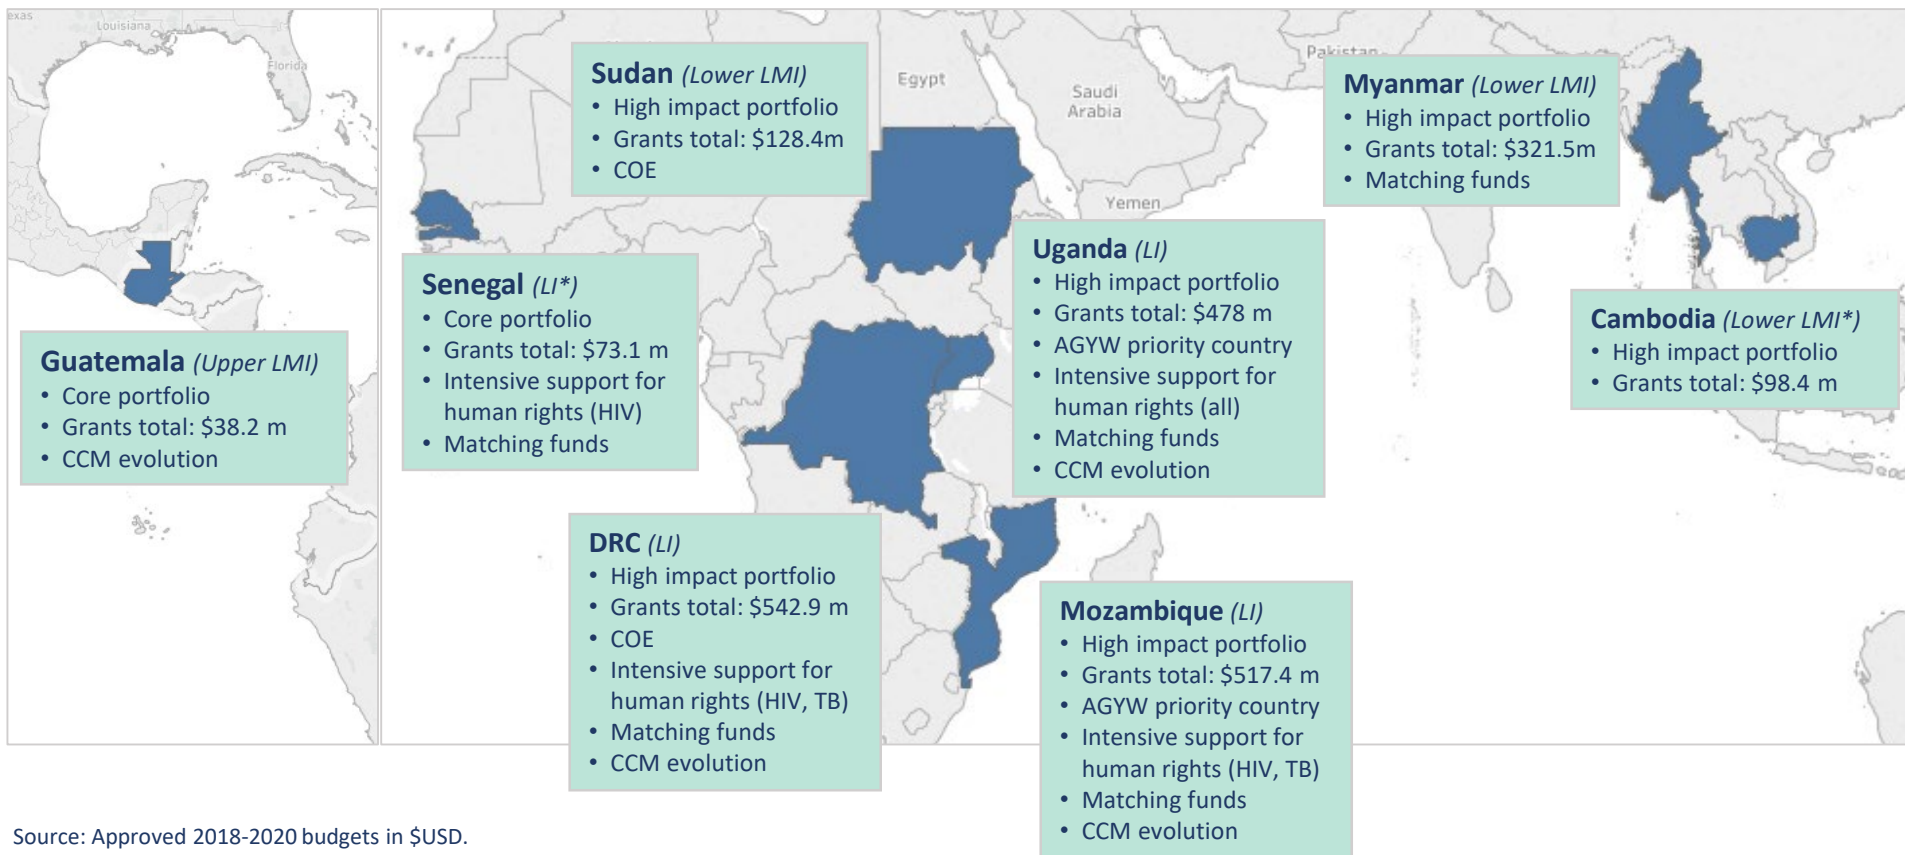 exas
Louisiana
Florida
Egypt
Saudi
Arabia
Yemen
Pakistan
Guatemala (Upper LMI)
• Core portfolio
• Grants total: $38.2 m
• CCM evolution
Senegal (LI*)
• Core portfolio
• Grants total: $73.1 m
• Intensive support for
human rights (HIV)
• Matching funds
Sudan (Lower LMI)
• High impact portfolio
• Grants total: $128.4m
• COE
DRC (LI)
• High impact portfolio
• Grants total: $542.9 m
• COE
• Intensive support for
human rights (HIV, TB)
• Matching funds
• CCM evolution
Uganda (LI)
• High impact portfolio
• Grants total: $478 m
• AGYW priority country
• Intensive support for
human rights (all)
• Matching funds
• CCM evolution
Mozambique (LI)
• High impact portfolio
• Grants total: $517.4 m
• AGYW priority country
• Intensive support for
human rights (HIV, TB)
• Matching funds
• CCM evolution
Myanmar (Lower LMI)
• High impact portfolio
• Grants total: $321.5m
• Matching funds
Cambodia (Lower LMI*)
• High impact portfolio
• Grants total: $98.4 m
Source: Approved 2018-2020 budgets in $USD.